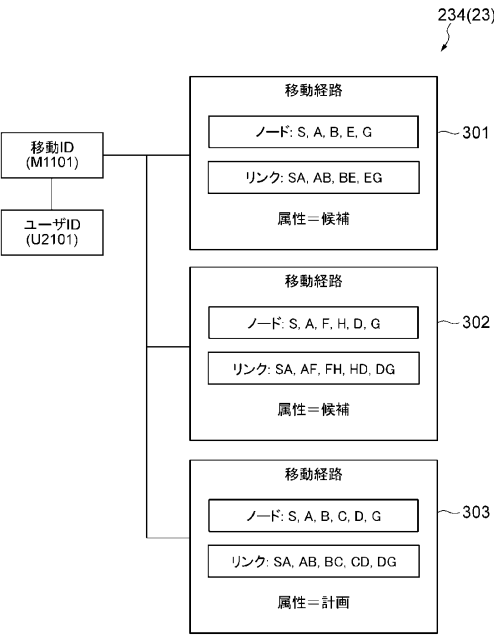 234(23)
移動ID
(M1101)
ユーザID
(U2101)
移動経路
ノード: S, A, B, E, G
リンク: SA, AB, BE, EG
属性=候補
301
移動経路
ノード: S, A, F, H, D, G
リンク: SA, AF, FH, HD, DG
属性=候補
302
移動経路
ノード: S, A, B, C, D, G
リンク: SA, AB, BC, CD, DG
属性=計画
303